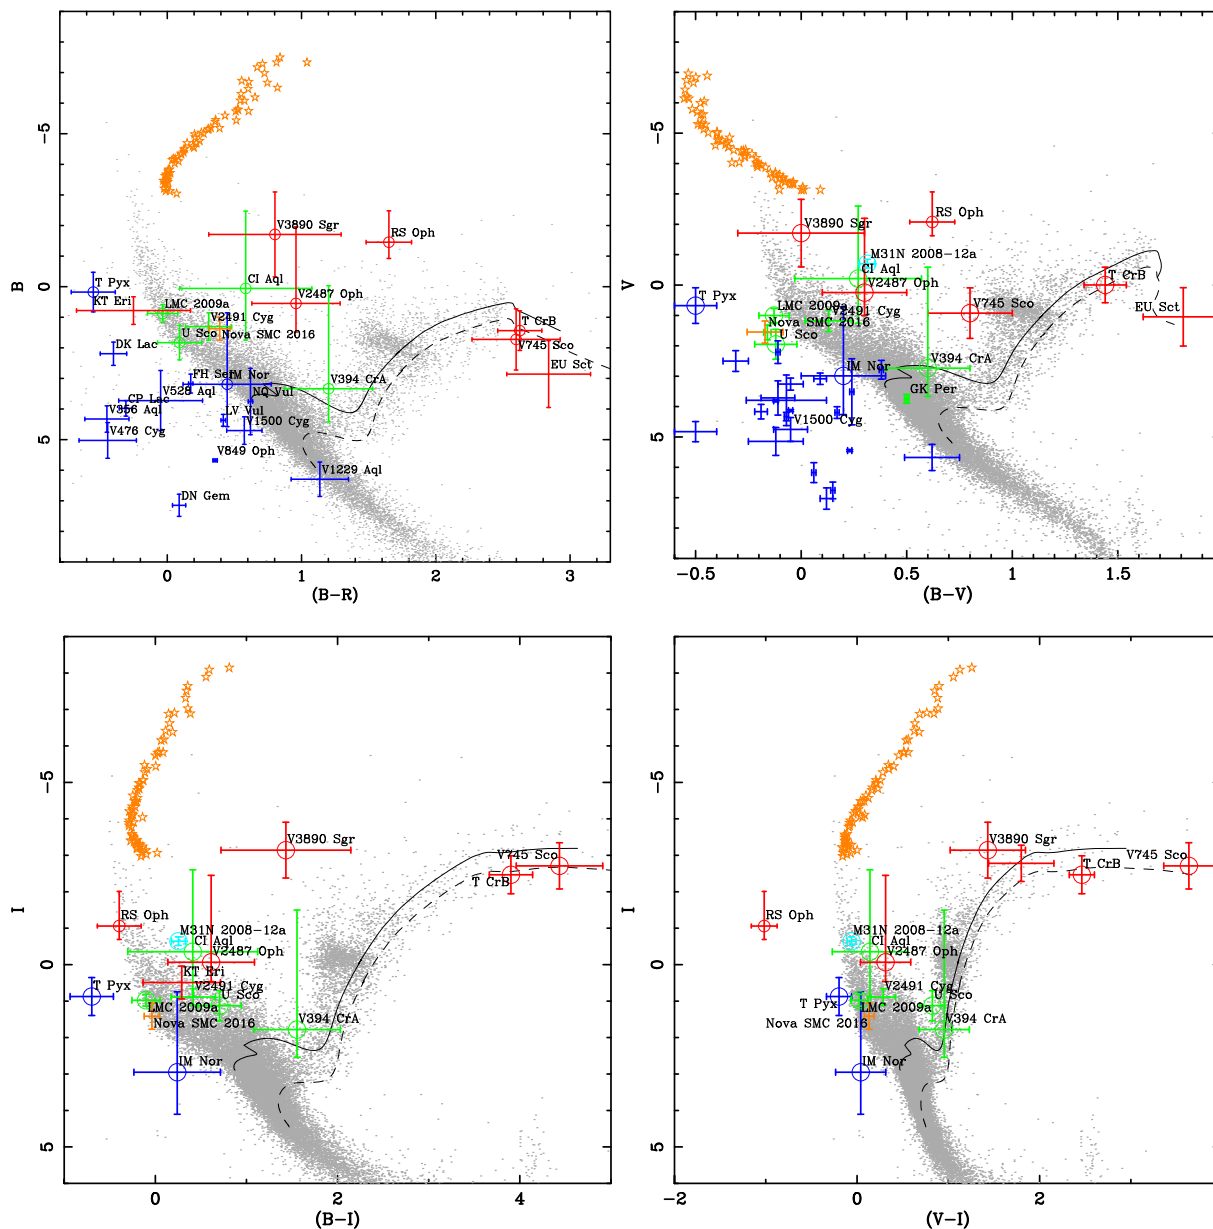 0 0.5 1 1.5
-5
0
5
B
V3890 Sgr
RS Oph
T Pyx
CI Aql
KT Eri
LMC 2009a
V2487 Oph
V2491 Cyg
Nova SMC 2016
U Sco
T CrB
V745 Sco
DK Lac
EU Sct
FH Ser
IM Nor
V394 CrA
V528 Aql
NQ Vul
CP Lac
V356 Aql
LV Vul
V1500 Cyg
V476 Cyg
V849 Oph
V1229 Aql
DN Gem
0 1 2 3
(B-R)
-5
0
5
V
V3890 Sgr
RS Oph
M31N 2008-12a
CI Aql
T CrB
V2487 Oph
T Pyx
LMC 2009a
V745 Sco
EU Sct
V2491 Cyg
Nova SMC 2016
U Sco
IM Nor
V394 CrA
GK Per
V1500 Cyg
-0.5 0 0.5 1 1.5
(B-V)
-5
0
5
I
V3890 Sgr
V745 Sco
T CrB
RS Oph
M31N 2008-12a
CI Aql
V2487 Oph
KT Eri
T Pyx
V2491 Cyg
U Sco
LMC 2009a
Nova SMC 2016
V394 CrA
IM Nor
0 2 4
(B-I)
-5
0
5
I
V3890 Sgr
V745 Sco
T CrB
RS Oph
M31N 2008-12a
CI Aql
V2487 Oph
V2491 Cyg
U Sco
T Pyx
LMC 2009a
Nova SMC 2016
V394 CrA
IM Nor
-2 0 2
(V-I)